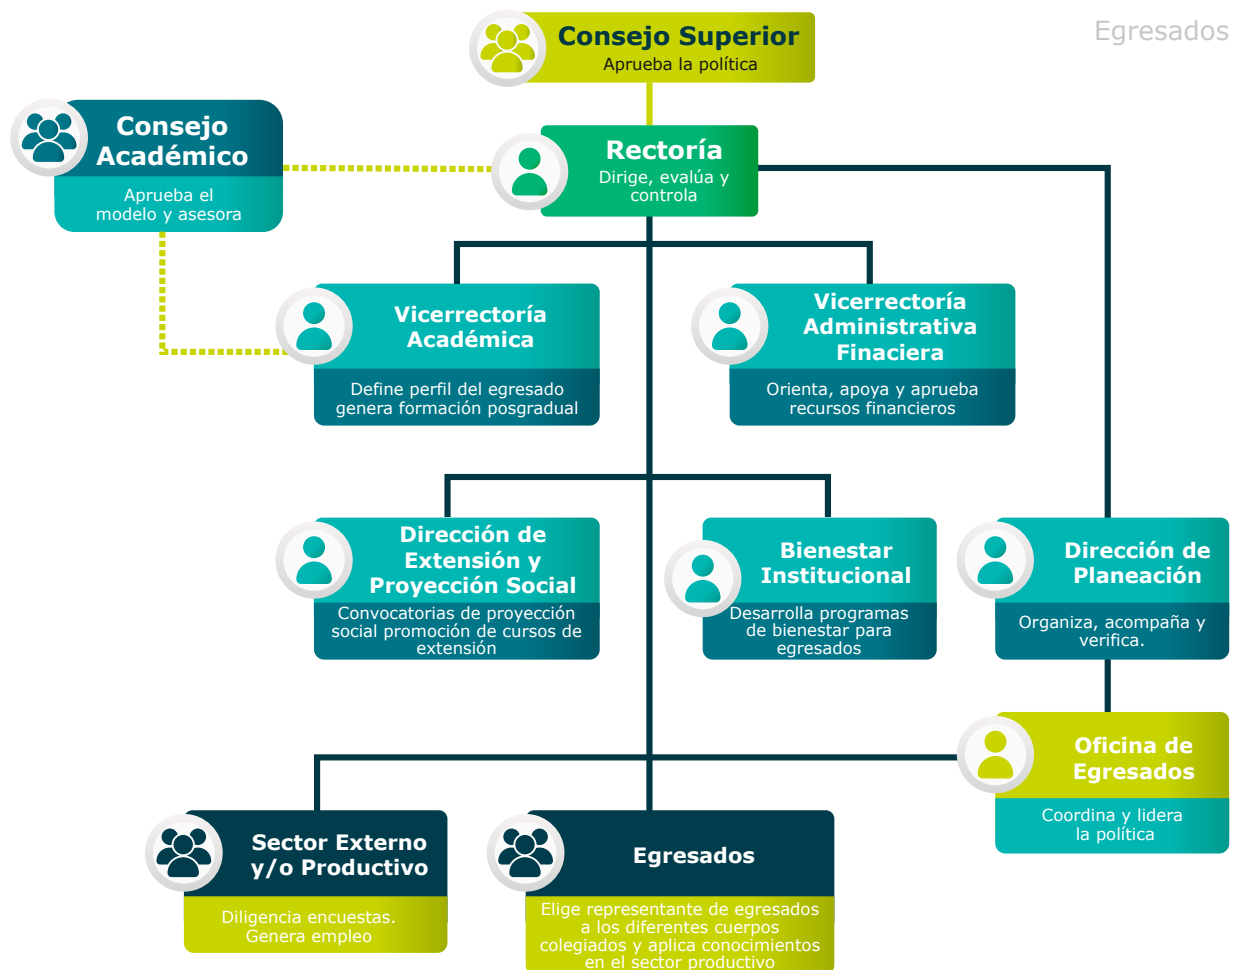 Egresados
Consejo Superior
Aprueba la política
Consejo
Académico
Aprueba el
modelo y asesora
Rectoría
Dirige, evalúa y
controla
Vicerrectoría
Académica
Define perfil del egresado
genera formación posgradual
Vicerrectoría
Administrativa
Finaciera
Orienta, apoya y aprueba
recursos financieros
Dirección de
Extensión y
Proyección Social
Convocatorias de proyección
social promoción de cursos de
extensión
Bienestar
Institucional
Desarrolla programas
de bienestar para
egresados
Dirección de
Planeación
Organiza, acompaña y
verifica.
Oficina de
Egresados
Coordina y lidera
la política
Sector Externo
y/o Productivo
Diligencia encuestas.
Genera empleo
Egresados
Elige representante de egresados
a los diferentes cuerpos
colegiados y aplica conocimientos
en el sector productivo